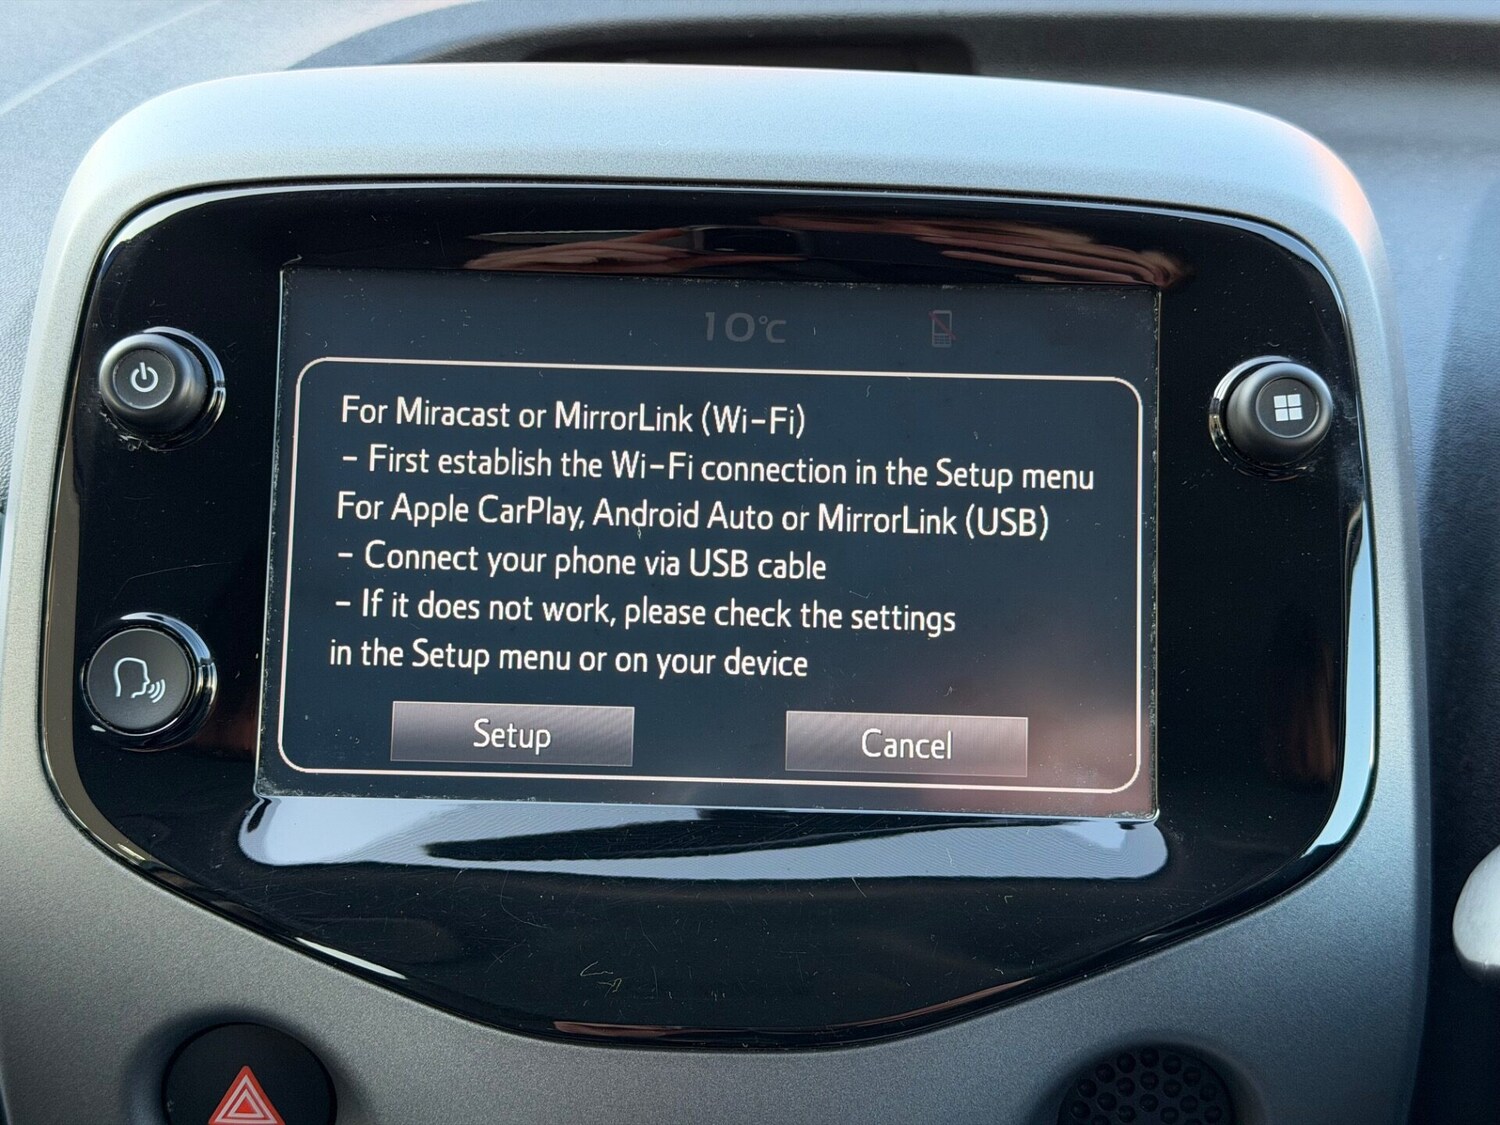 10℃
For Miracast or MirrorLink (Wi-Fi)
- First establish the Wi-Fi connection in the Setup menu
For Apple CarPlay, Android Auto or MirrorLink (USB)
- Connect your phone via USB cable
- If it does not work, please check the settings
in the Setup menu or on your device
Setup
Cancel